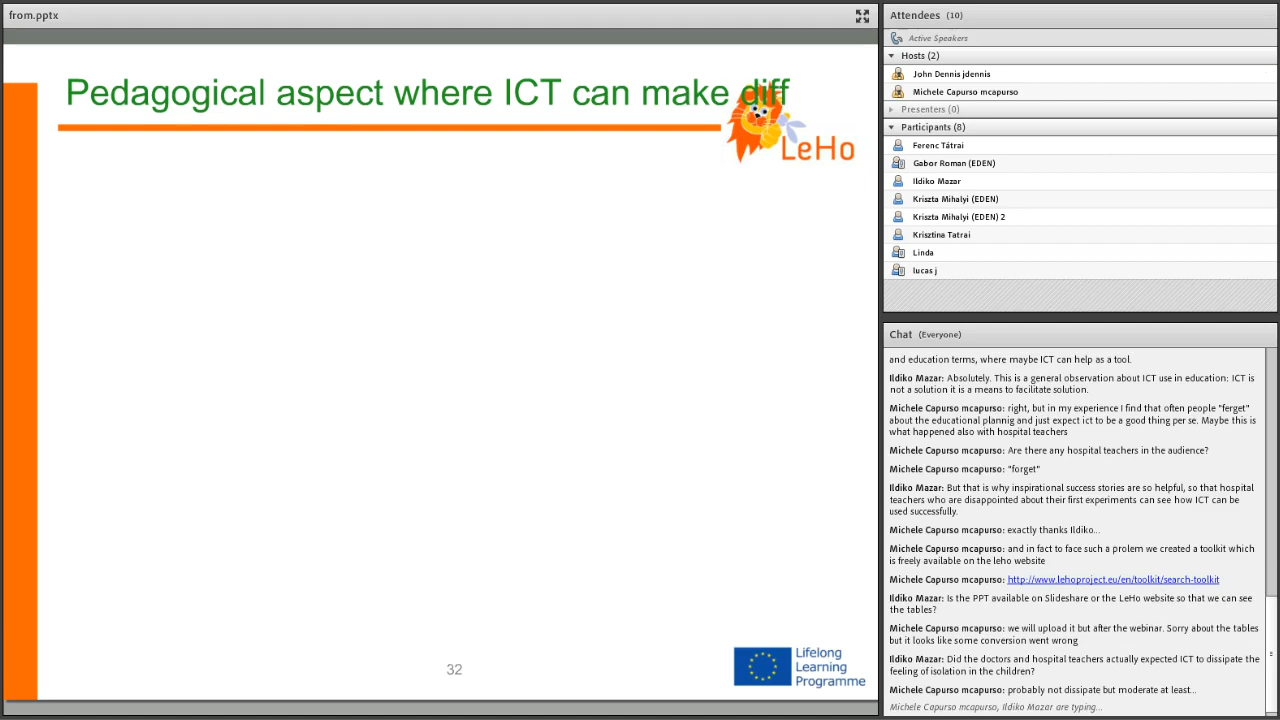 from.pptx
Pedagogical aspect where ICT can make diff
LeHo
32
Lifelong
Learning
Programme
Attendees (10)
Active Speakers
Hosts (2)
John Dennis jdennis
Michele Capurso mcapurso
Presenters (0)
Participants (8)
Ferenc Tátrai
Gabor Roman (EDEN)
Ildiko Mazar
Kriszta Mihalyi (EDEN)
Kriszta Mihalyi (EDEN) 2
Krisztina Tatrai
Linda
lucas j
Chat (Everyone)
and education terms, where maybe ICT can help as a tool.
Ildiko Mazar: Absolutely. This is a general observation about ICT use in education: ICT is
not a solution it is a means to facilitate solution.
Michele Capurso mcapurso: right, but in my experience I find that often people "ferget"
about the educational plannig and just expect ict to be a good thing per se. Maybe this is
what happened also with hospital teachers
Michele Capurso mcapurso: Are there any hospital teachers in the audience?
Michele Capurso mcapurso: "forget"
Ildiko Mazar: But that is why inspirational success stories are so helpful, so that hospital
teachers who are disappointed about their first experiments can see how ICT can be
used successfully.
Michele Capurso mcapurso: exactly thanks Ildiko...
Michele Capurso mcapurso: and in fact to face such a prolem we created a toolkit which
is freely available on the leho website
Michele Capurso mcapurso: http://www.lehoproject.eu/en/toolkit/search-toolkit
Ildiko Mazar: Is the PPT available on Slideshare or the LeHo website so that we can see
the tables?
Michele Capurso mcapurso: we will upload it but after the webinar. Sorry about the tables
but it looks like some conversion went wrong
Ildiko Mazar: Did the doctors and hospital teachers actually expected ICT to dissipate the
feeling of isolation in the children?
Michele Capurso mcapurso: probably not dissipate but moderate at least...
Michele Capurso mcapurso, Ildiko Mazar are typing...